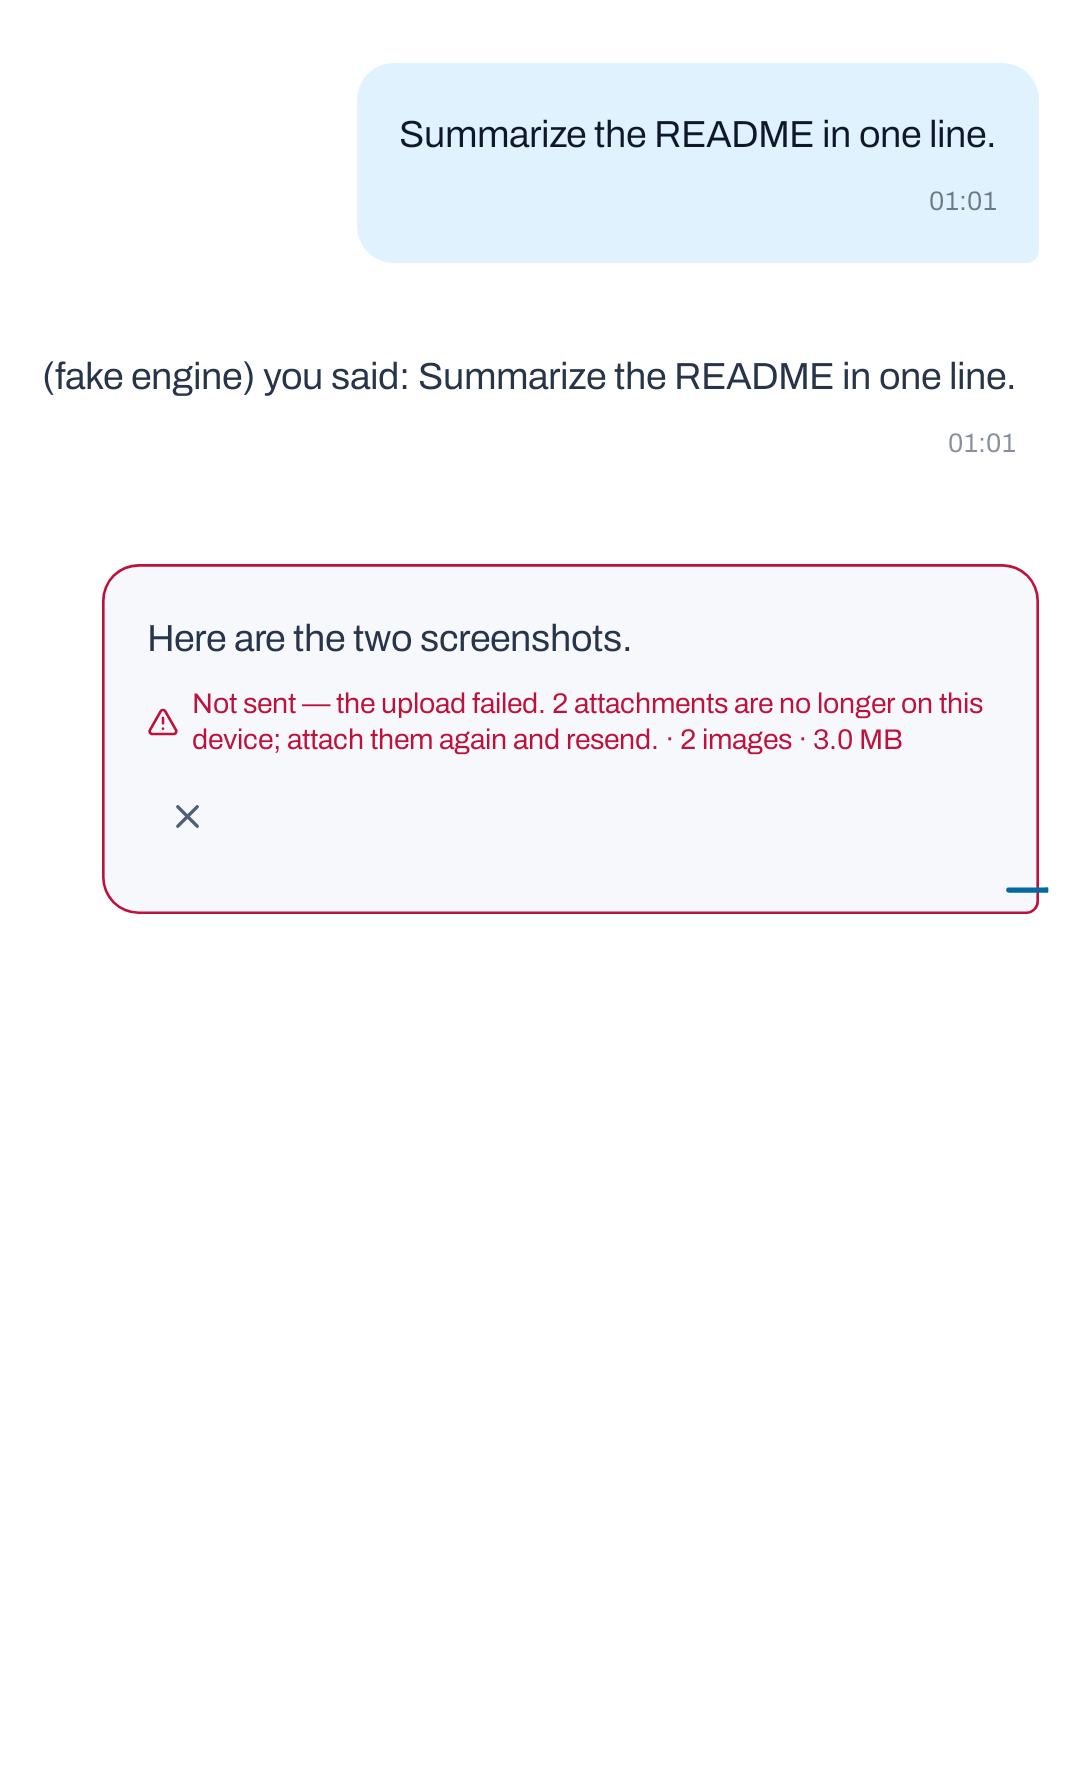 Summarize the README in one line.
01:01
(fake engine) you said: Summarize the README in one line.
01:01
Here are the two screenshots.
Not sent — the upload failed. 2 attachments are no longer on this
device; attach them again and resend. · 2 images · 3.0 MB